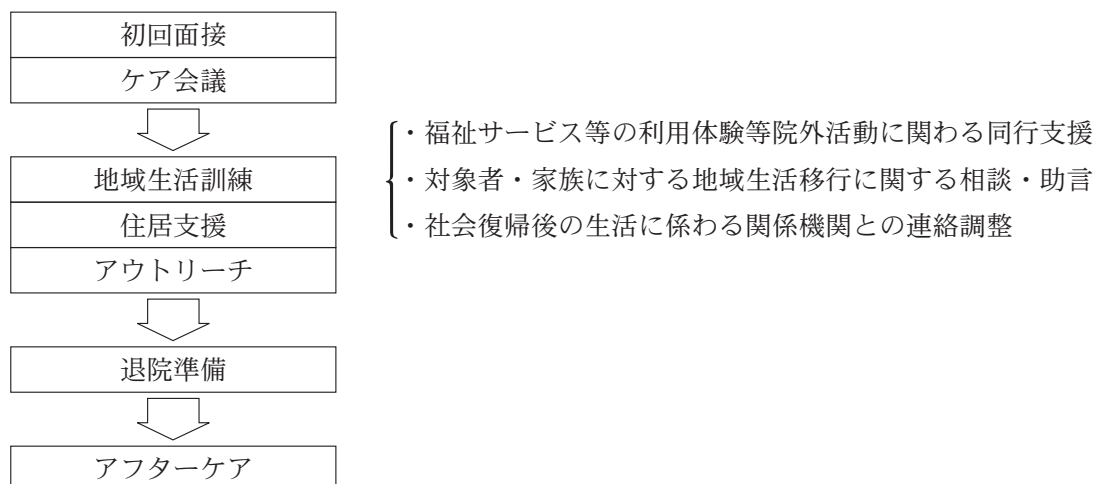 初回面接
ケア会議
地域生活訓練
住居支援
アウトリーチ
・福祉サービス等の利用体験等院外活動に関わる同行支援
・対象者・家族に対する地域生活移行に関する相談・助言
・社会復帰後の生活に係わる関係機関との連絡調整
退院準備
アフターケア